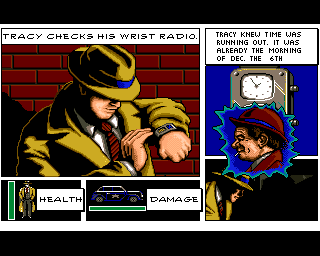 TRACY CHECKS HIS WRIST RADIO.
TRACY KNEW TIME WAS
RUNNING OUT. IT WAS
ALREADY THE MORNING
OF DEC. THE 6TH
HEALTH
DAMAGE